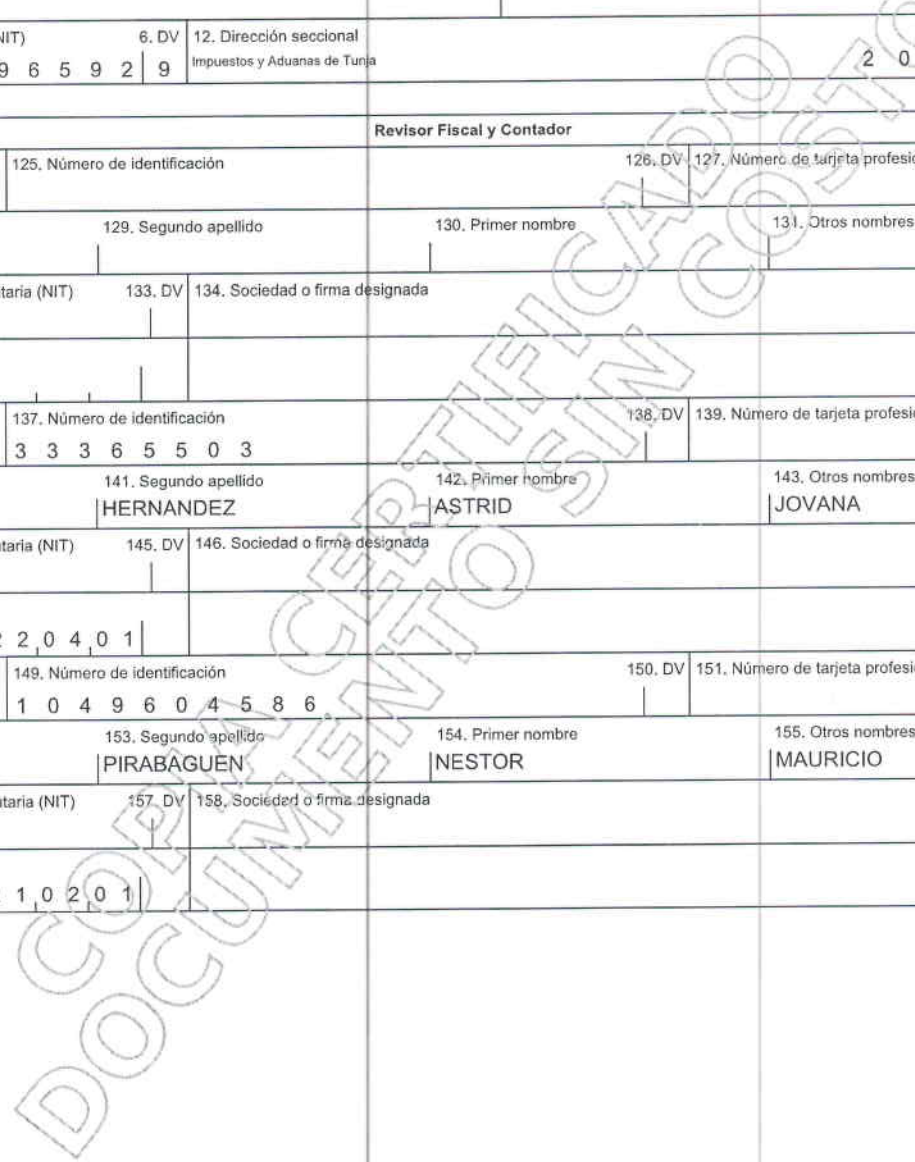 NIT) 6. DV 12. Dirección seccional
9 6 5 9 2 9 Impuestos y Aduanas de Tunja 2 0
Revisor Fiscal y Contador
125. Número de identificación 126. DV 127. Número de tarjeta profesio
129. Segundo apellido 130. Primer nombre 131. Otros nombres
taria (NIT) 133. DV 134. Sociedad o firma designada
137. Número de identificación 138. DV 139. Número de tarjeta profesio
3 3 3 6 5 5 0 3
141. Segundo apellido 142. Primer nombre 143. Otros nombres
HERNANDEZ ASTRID JOVANA
taria (NIT) 145. DV 146. Sociedad o firma designada
2 0 4 0 1
149. Número de identificación 150. DV 151. Número de tarjeta profesio
1 0 4 9 6 0 4 5 8 6
153. Segundo apellido 154. Primer nombre 155. Otros nombres
PIRABAGUEN NESTOR MAURICIO
taria (NIT) 157. DV 158. Sociedad o firma designada
1 0 2 0 1
COPIA CERTIFICADO
DOCUMENTO SIN COSTO